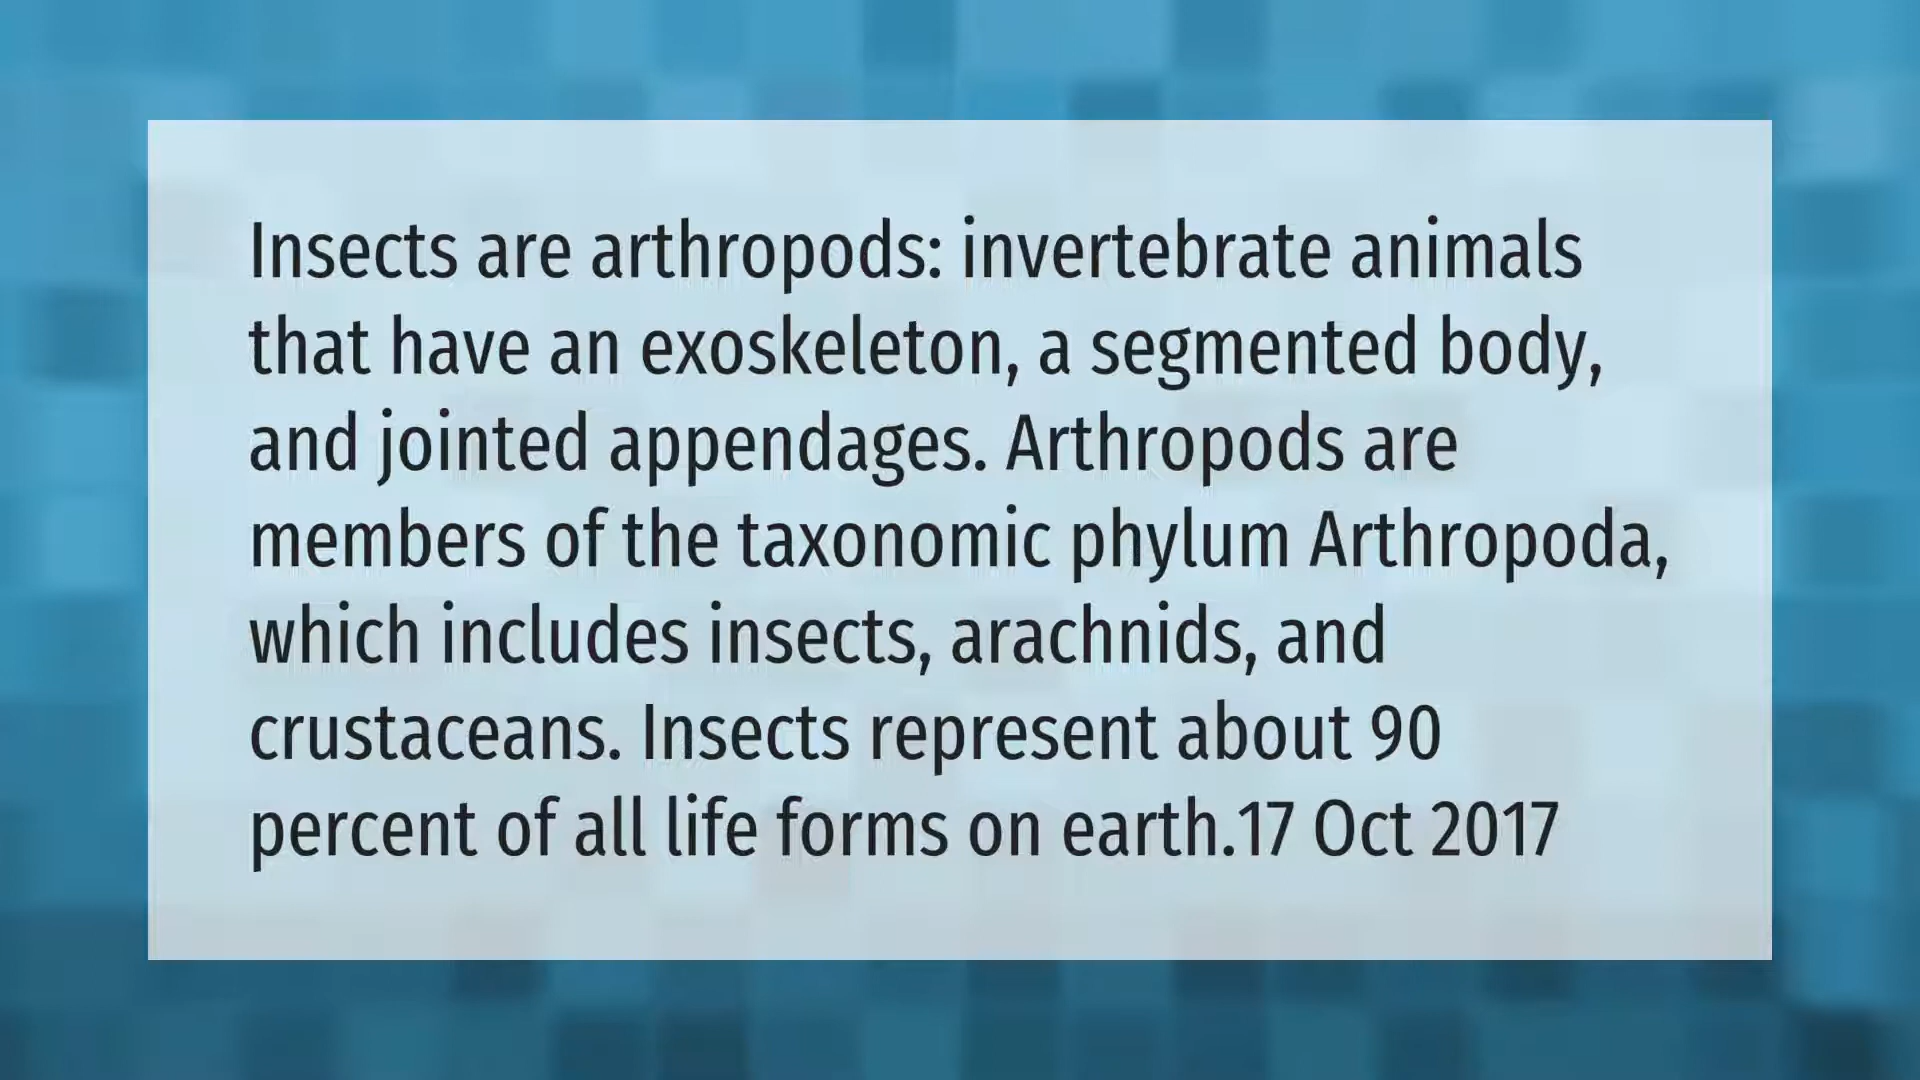 Insects are arthropods: invertebrate animals
that have an exoskeleton, a segmented body,
and jointed appendages. Arthropods are
members of the taxonomic phylum Arthropoda,
which includes insects, arachnids, and
crustaceans. Insects represent about 90
percent of all life forms on earth.17 Oct 2017